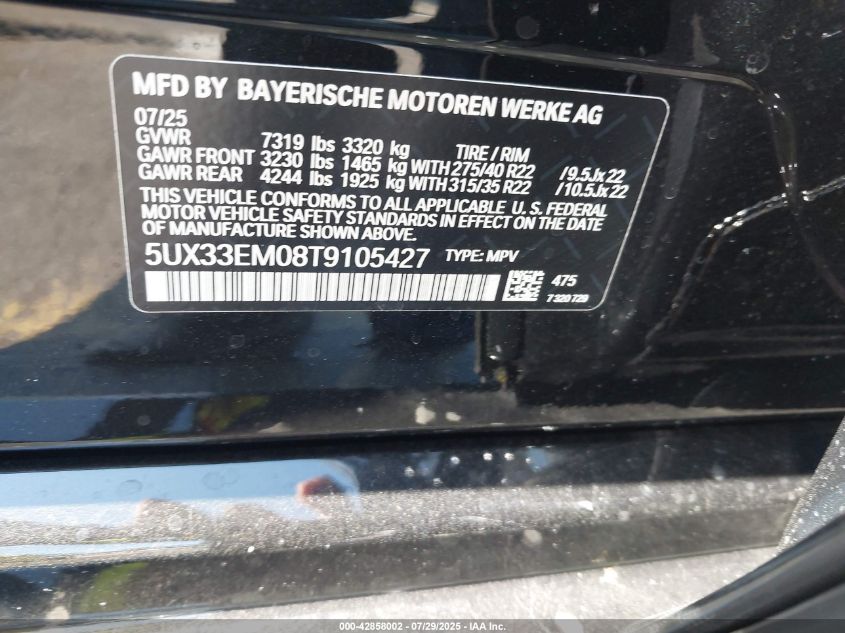 MFD BY BAYERISCHE MOTOREN WERKE AG
07/25
GVWR 7319 lbs 3320 kg TIRE / RIM
GAWR FRONT 3230 lbs 1465 kg WITH 275/40 R22 /9.5Jx22
GAWR REAR 4244 lbs 1925 kg WITH 315/35 R22 /10.5Jx22
THIS VEHICLE CONFORMS TO ALL APPLICABLE U.S. FEDERAL
MOTOR VEHICLE SAFETY STANDARDS IN EFFECT ON THE DATE
OF MANUFACTURE SHOWN ABOVE.
5UX33EM08T9105427 TYPE: MPV
475
7320729
000-42858002 - 07/29/2025 - IAA Inc.